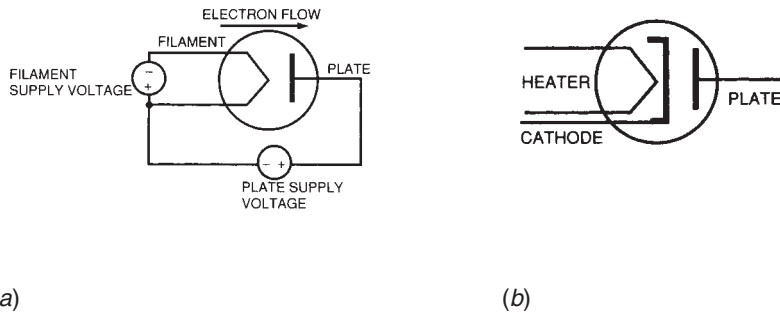 ELECTRON FLOW
FILAMENT
FILAMENT
SUPPLY VOLTAGE
-
+
PLATE
- +
PLATE SUPPLY
VOLTAGE
HEATER
CATHODE
PLATE
a)
(b)